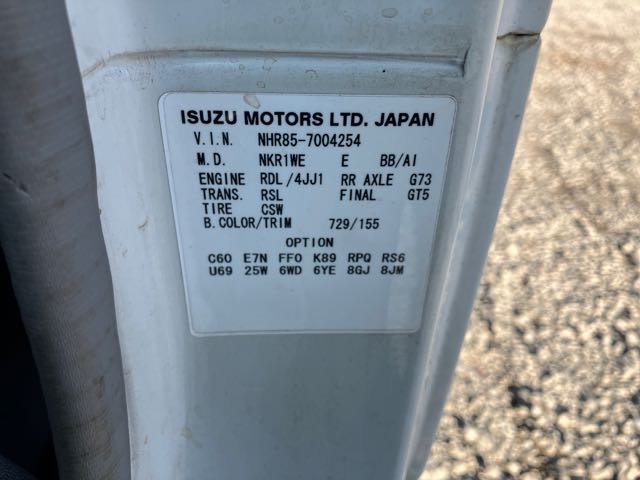 ISUZU MOTORS LTD. JAPAN
V.I.N. NHR85-7004254
M.D. NKR1WE E BB/AI
ENGINE RDL/4JJ1 RR AXLE G73
TRANS. RSL FINAL GT5
TIRE CSW
B.COLOR/TRIM 729/155
OPTION
C60 E7N FF0 K89 RPQ RS6
U69 25W 6WD 6YE 8GJ 8JM